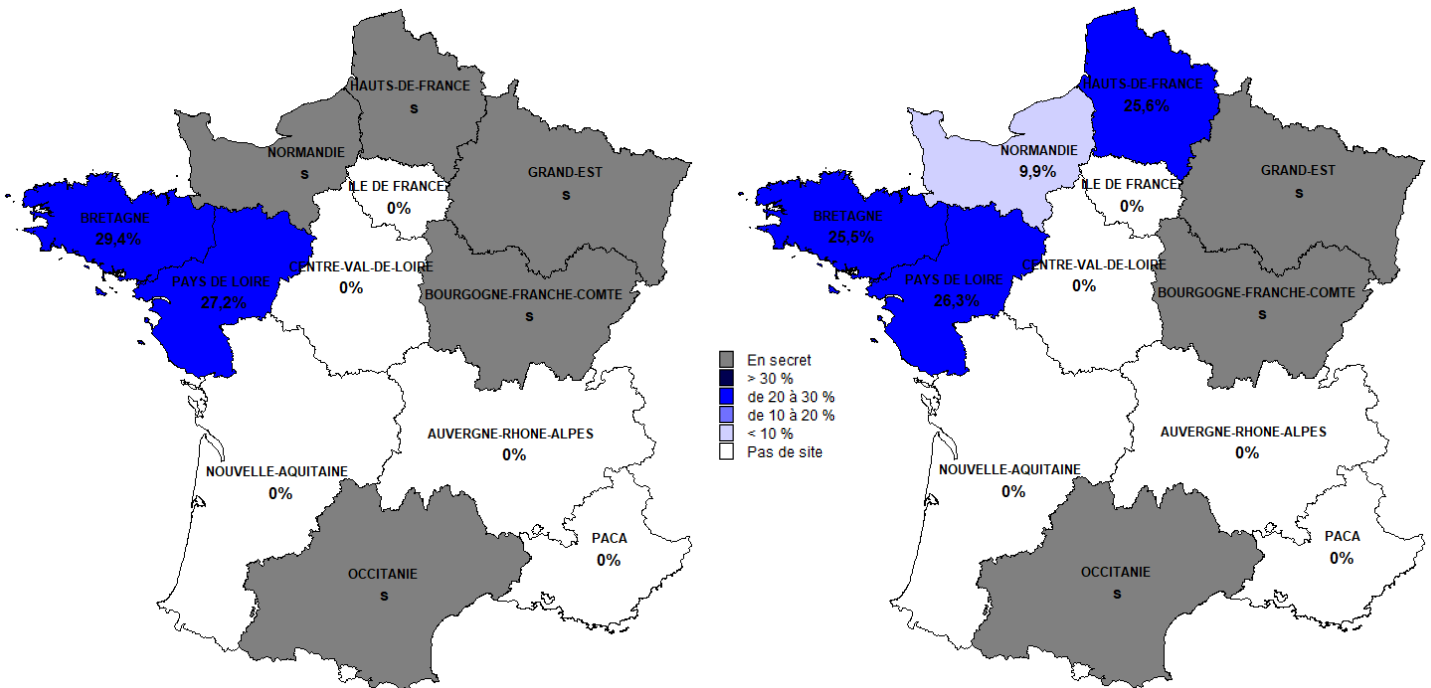 HAUTS-DE-FRANCE
s
NORMANDIE
s
GRAND-EST
s
ILE DE FRANCE
0%
BRETAGNE
29,4%
PAYS DE LOIRE
27,2%
CENTRE-VAL-DE-LOIRE
0%
BOURGOGNE-FRANCHE-COMTE
s
AUVERGNE-RHONE-ALPES
0%
NOUVELLE-AQUITAINE
0%
PACA
0%
OCCITANIE
s
En secret
> 30 %
de 20 à 30 %
de 10 à 20 %
< 10 %
Pas de site
HAUTS-DE-FRANCE
25,6%
NORMANDIE
9,9%
GRAND-EST
s
ILE DE FRANCE
0%
BRETAGNE
25,5%
PAYS DE LOIRE
26,3%
CENTRE-VAL-DE-LOIRE
0%
BOURGOGNE-FRANCHE-COMTE
s
AUVERGNE-RHONE-ALPES
0%
NOUVELLE-AQUITAINE
0%
PACA
0%
OCCITANIE
s